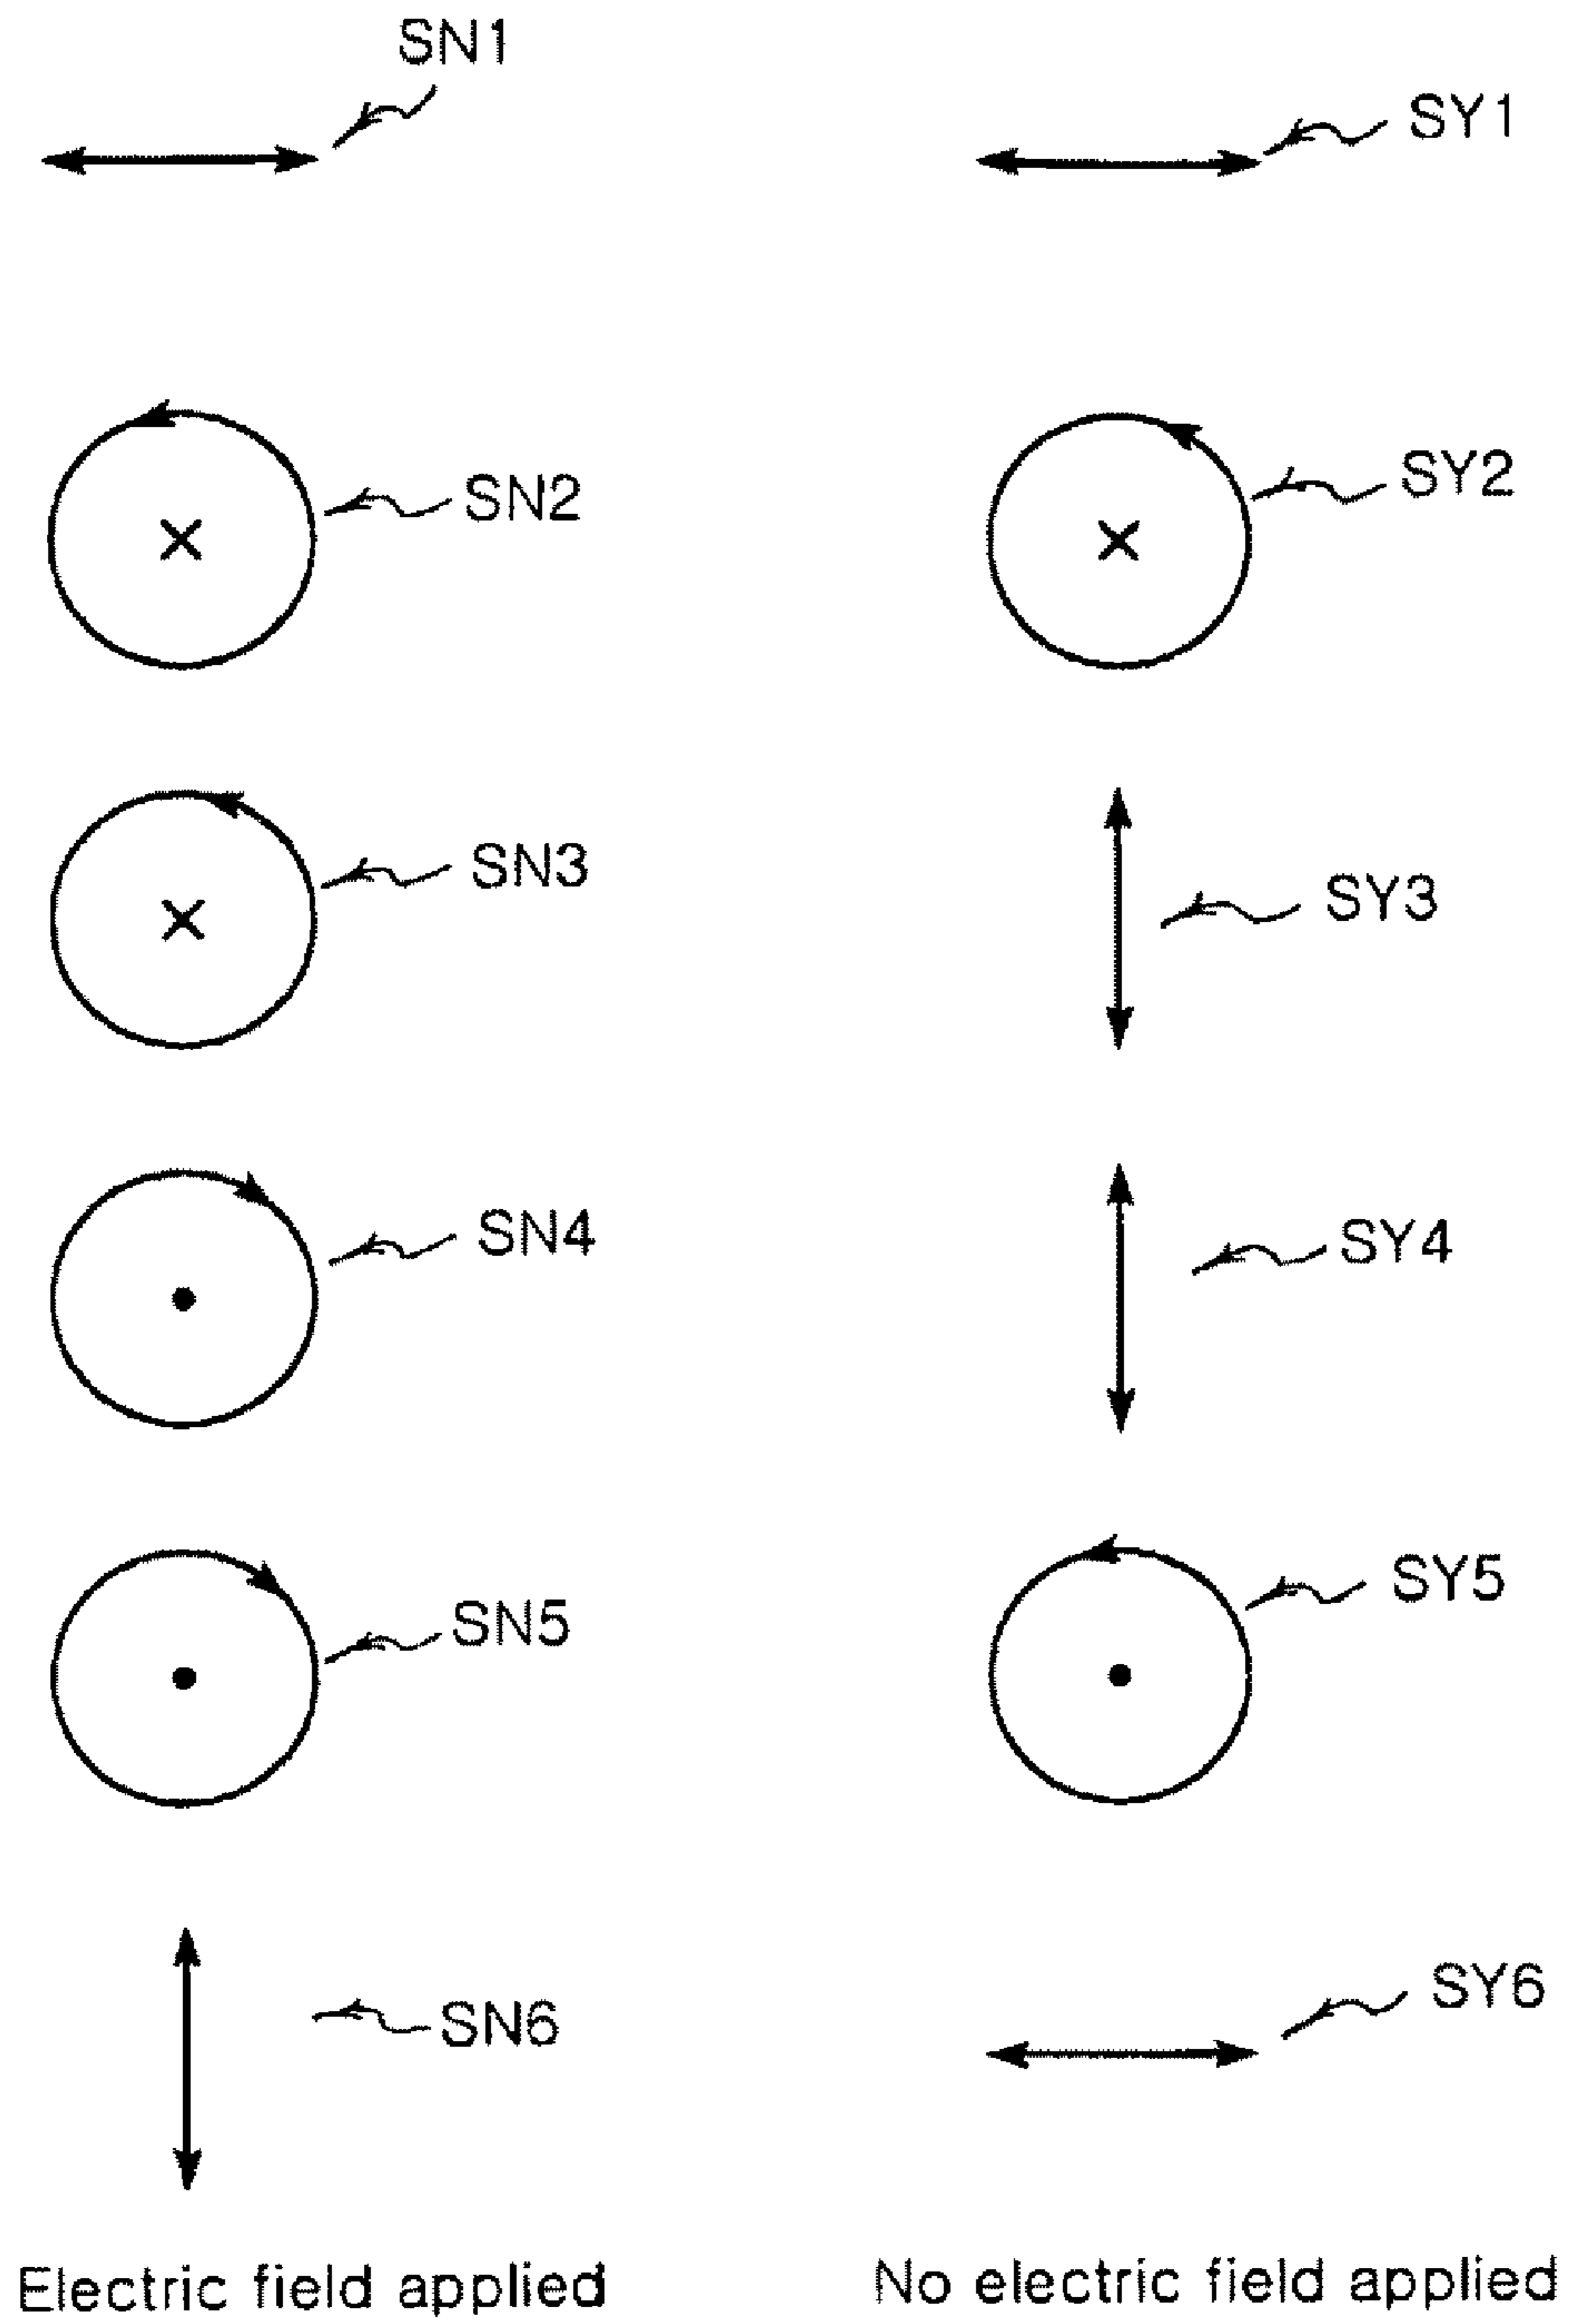 SN1
SY1
SN2
SY2
SN3
SY3
SN4
SY4
SN5
SY5
SN6
SY6
Electric field applied
No electric field applied